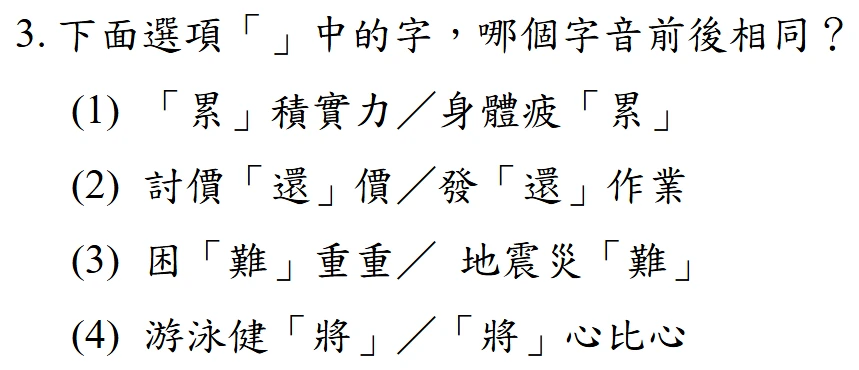 3. 下面選項「」中的字，哪個字音前後相同？
(1) 「累」積實力／身體疲「累」
(2) 討價「還」價／發「還」作業
(3) 困「難」重重／ 地震災「難」
(4) 游泳健「將」／「將」心比心